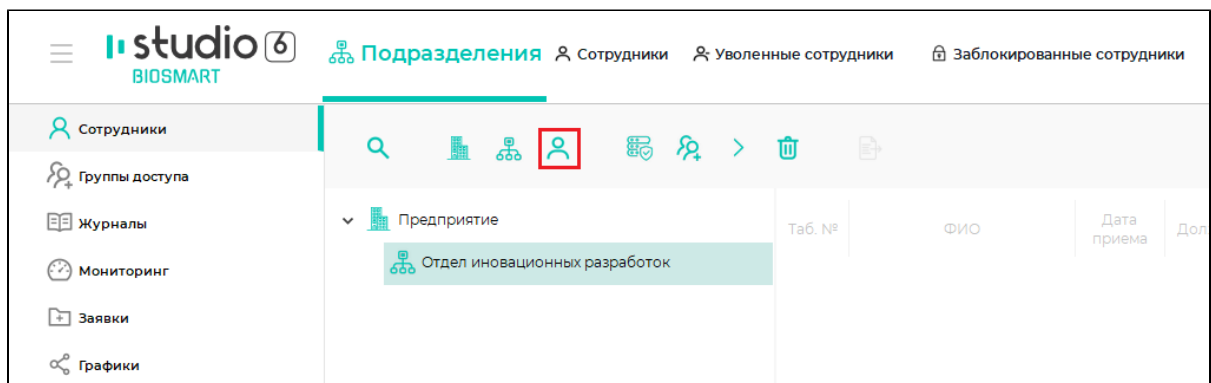 studio 6
BIOSMART
Подразделения Сотрудники Уволенные сотрудники Заблокированные сотрудники
Сотрудники
Группы доступа
Журналы
Мониторинг
Заявки
Графики
Предприятие
Отдел иновационных разработок
Таб. № ФИО Дата приема Дол